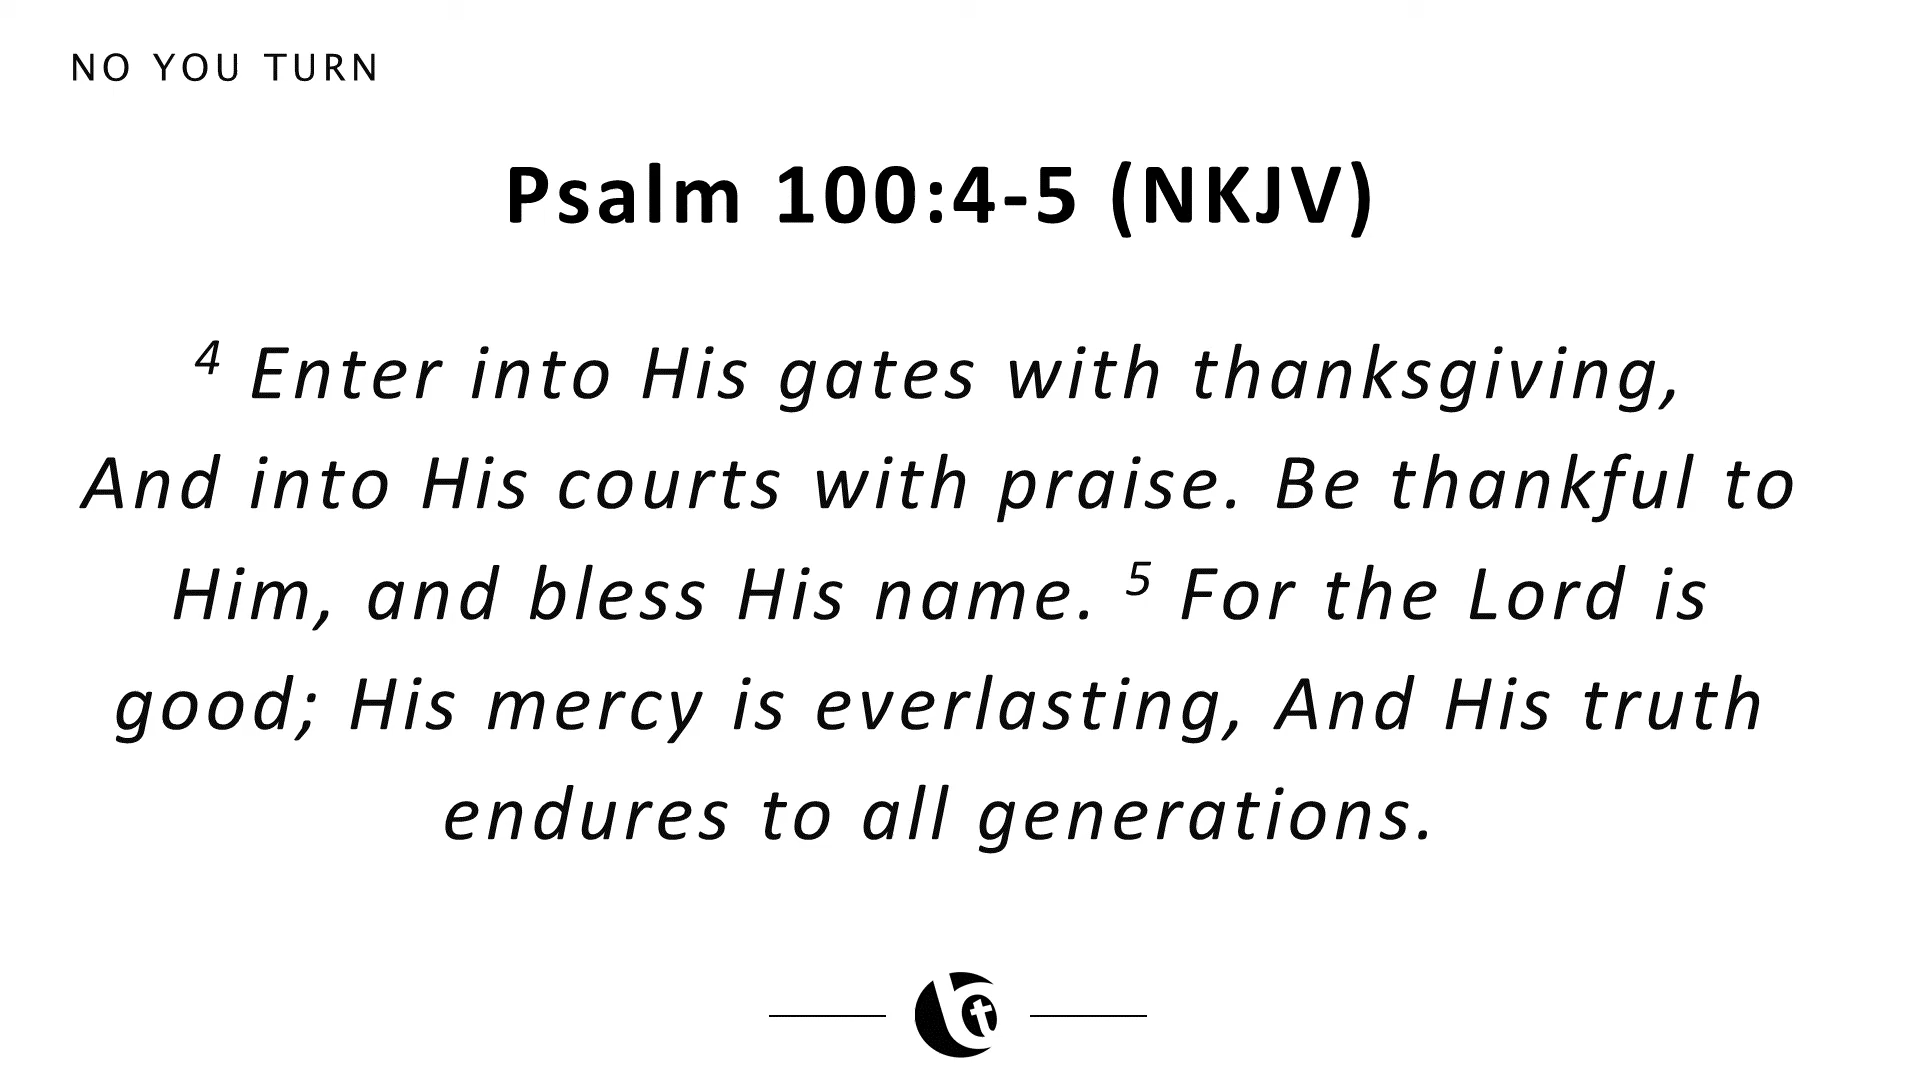 NO YOU TURN
Psalm 100:4-5 (NKJV)
4 Enter into His gates with thanksgiving,
And into His courts with praise. Be thankful to
Him, and bless His name. 5 For the Lord is
good; His mercy is everlasting, And His truth
endures to all generations.